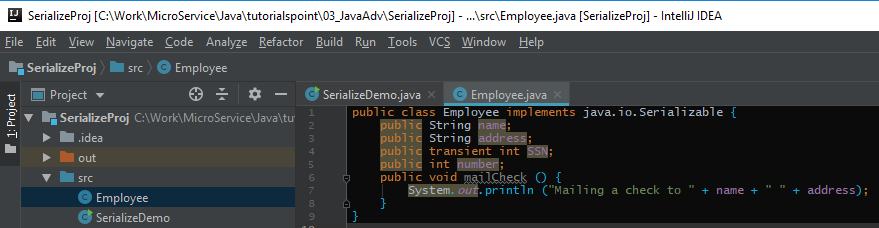 SerializeProj [C:\Work\MicroService\Java\tutorialspoint\03_JavaAdv\SerializeProj] - ...\src\Employee.java [SerializeProj] - IntelliJ IDEA
File Edit View Navigate Code Analyze Refactor Build Run Tools VCS Window Help
SerializeProj src Employee
1: Project
Project
SerializeProj C:\Work\MicroService\Java\tu
.idea
out
src
Employee
SerializeDemo
SerializeDemo.java Employee.java
1 public class Employee implements java.io.Serializable {
2 public String name;
3 public String address;
4 public transient int SSN;
5 public int number;
6 public void mailCheck () {
7 System.out.println ("Mailing a check to " + name + " " + address);
8 }
9 }
10